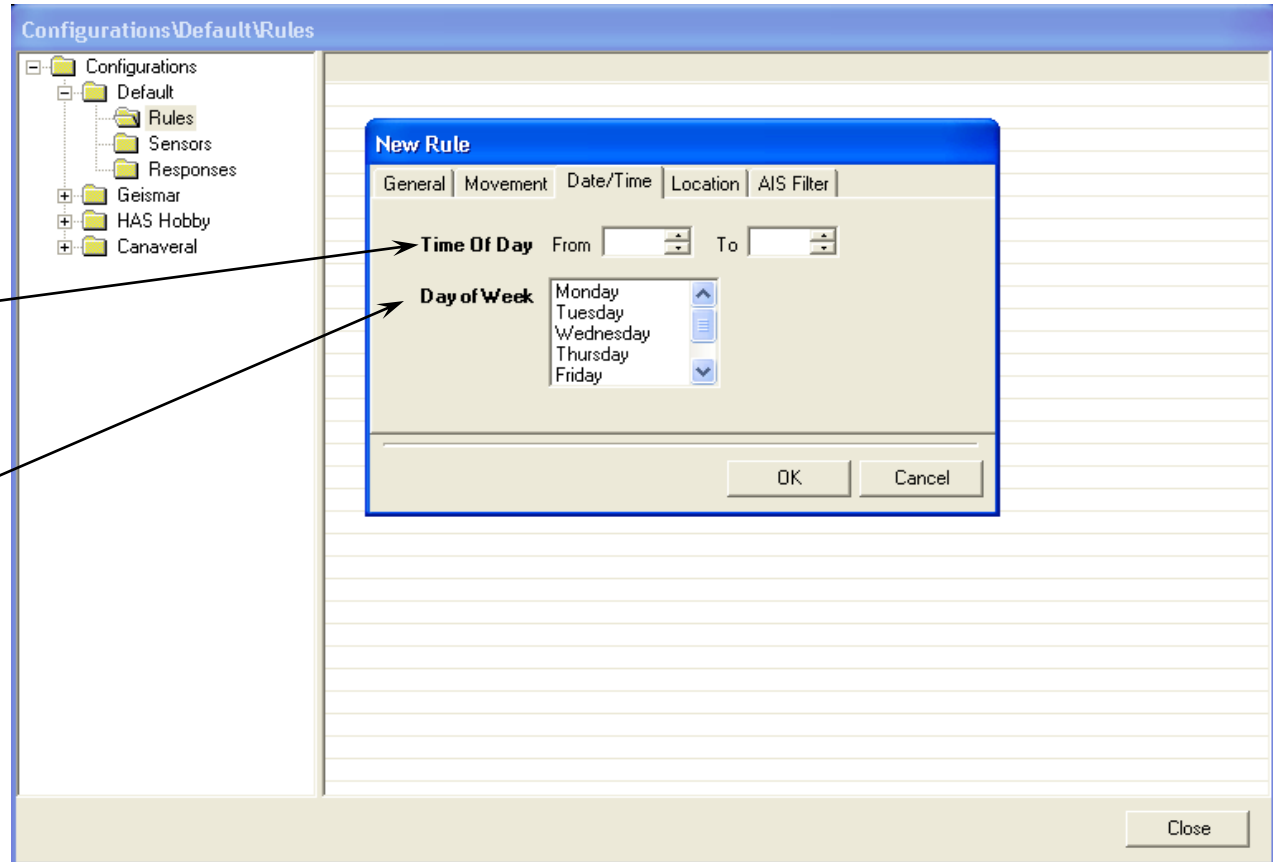 Configurations\Default\Rules
Configurations
Default
Rules
Sensors
Responses
Geismar
HAS Hobby
Canaveral
New Rule
General Movement Date/Time Location AIS Filter
Time Of Day From To
Day of Week
Monday
Tuesday
Wednesday
Thursday
Friday
OK Cancel
Close